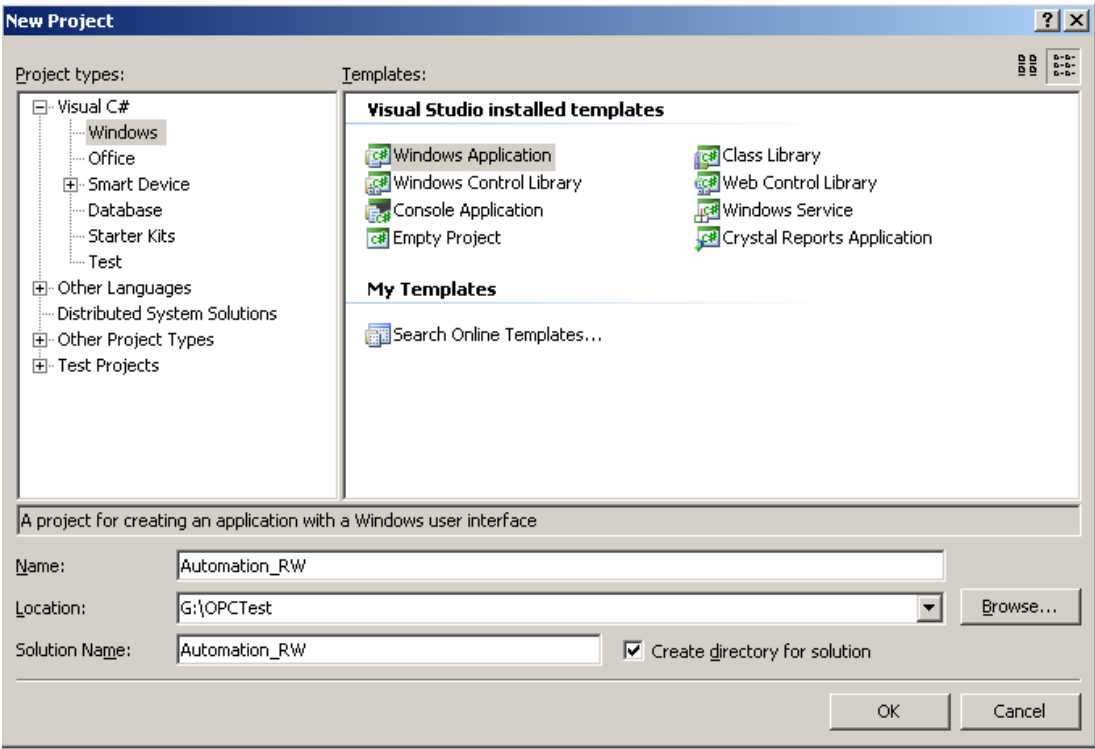 New Project
Project types:
Templates:
Visual C#
Windows
Office
Smart Device
Database
Starter Kits
Test
Other Languages
Distributed System Solutions
Other Project Types
Test Projects
Visual Studio installed templates
Windows Application
Class Library
Windows Control Library
Web Control Library
Console Application
Windows Service
Empty Project
Crystal Reports Application
My Templates
Search Online Templates...
A project for creating an application with a Windows user interface
Name:
Automation_RW
Location:
G:\OPCTest
Browse...
Solution Name:
Automation_RW
Create directory for solution
OK
Cancel